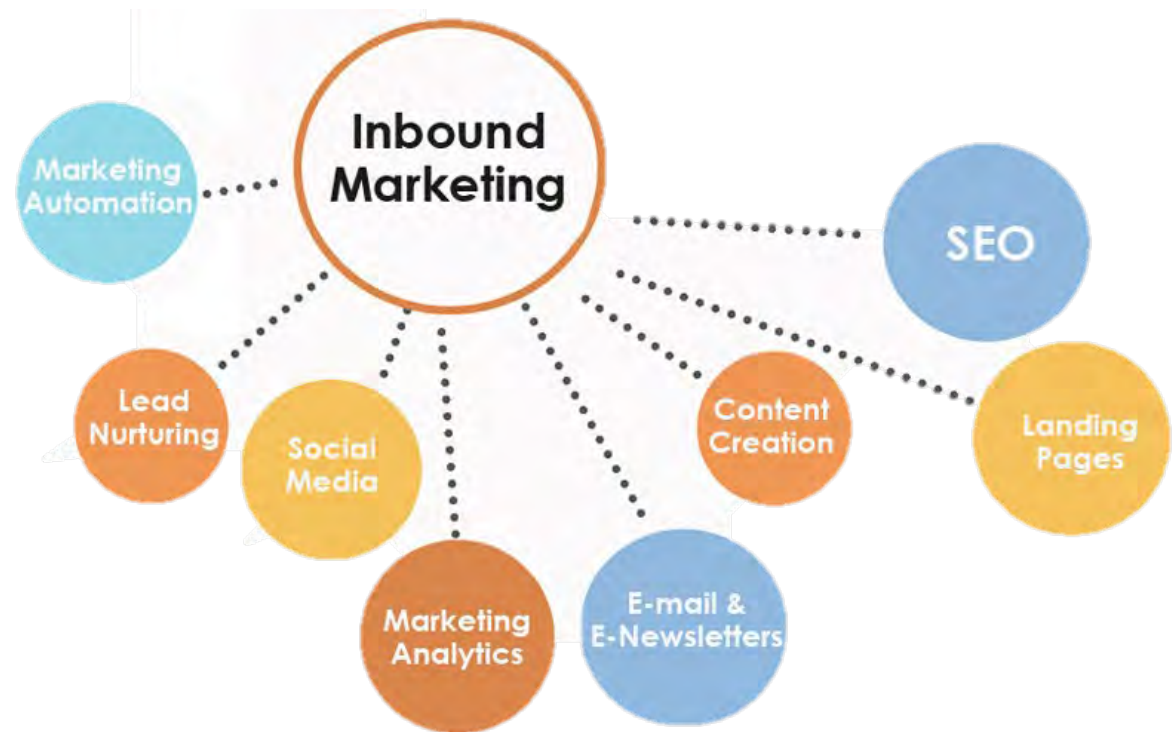 Inbound
Marketing
Marketing
Automation
SEO
Lead
Nurturing
Social
Media
Content
Creation
Landing
Pages
Marketing
Analytics
E-mail &
E-Newsletters